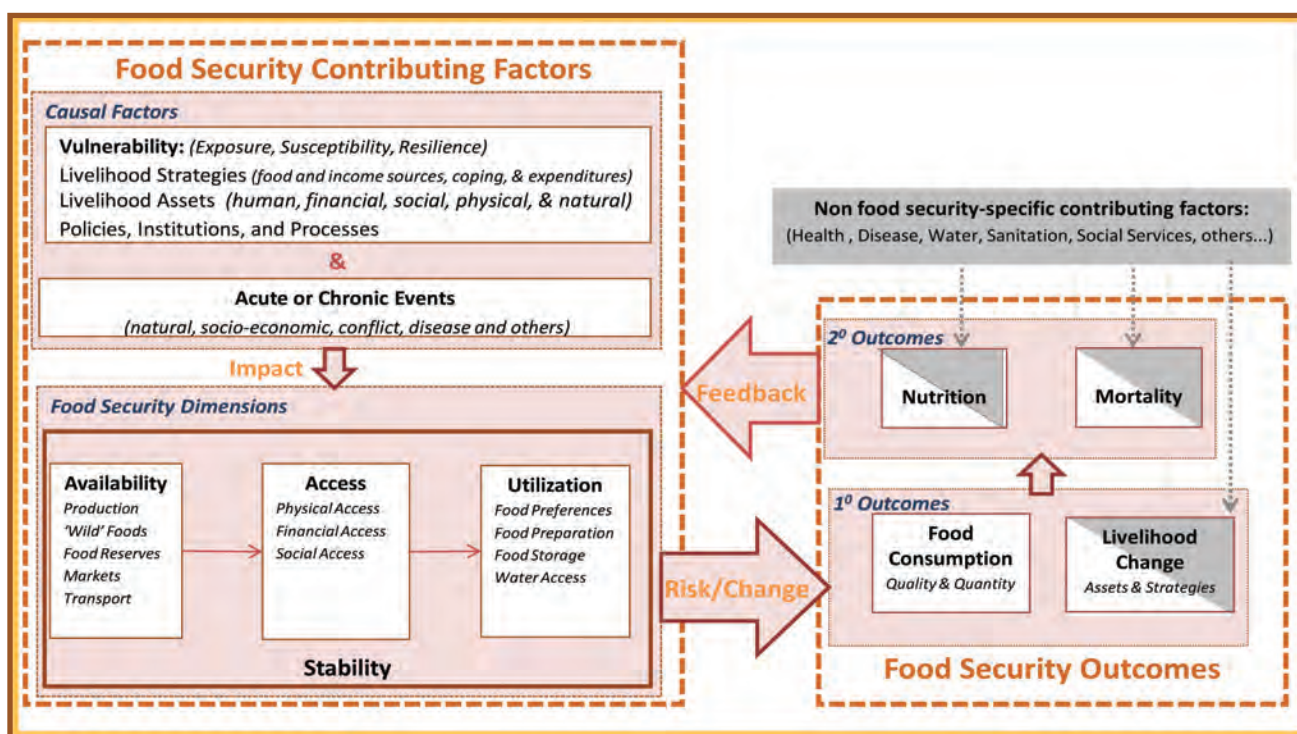 Food Security Contributing Factors
Causal Factors
Vulnerability: (Exposure, Susceptibility, Resilience)
Livelihood Strategies (food and income sources, coping, & expenditures)
Livelihood Assets (human, financial, social, physical, & natural)
Policies, Institutions, and Processes
&
Acute or Chronic Events
(natural, socio-economic, conflict, disease and others)
Impact
Food Security Dimensions
Availability
Production
‘Wild’ Foods
Food Reserves
Markets
Transport
Access
Physical Access
Financial Access
Social Access
Utilization
Food Preferences
Food Preparation
Food Storage
Water Access
Stability
Feedback
Risk/Change
Non food security-specific contributing factors:
(Health , Disease, Water, Sanitation, Social Services, others...)
2⁰ Outcomes
Nutrition
Mortality
1⁰ Outcomes
Food
Consumption
Quality & Quantity
Livelihood
Change
Assets & Strategies
Food Security Outcomes